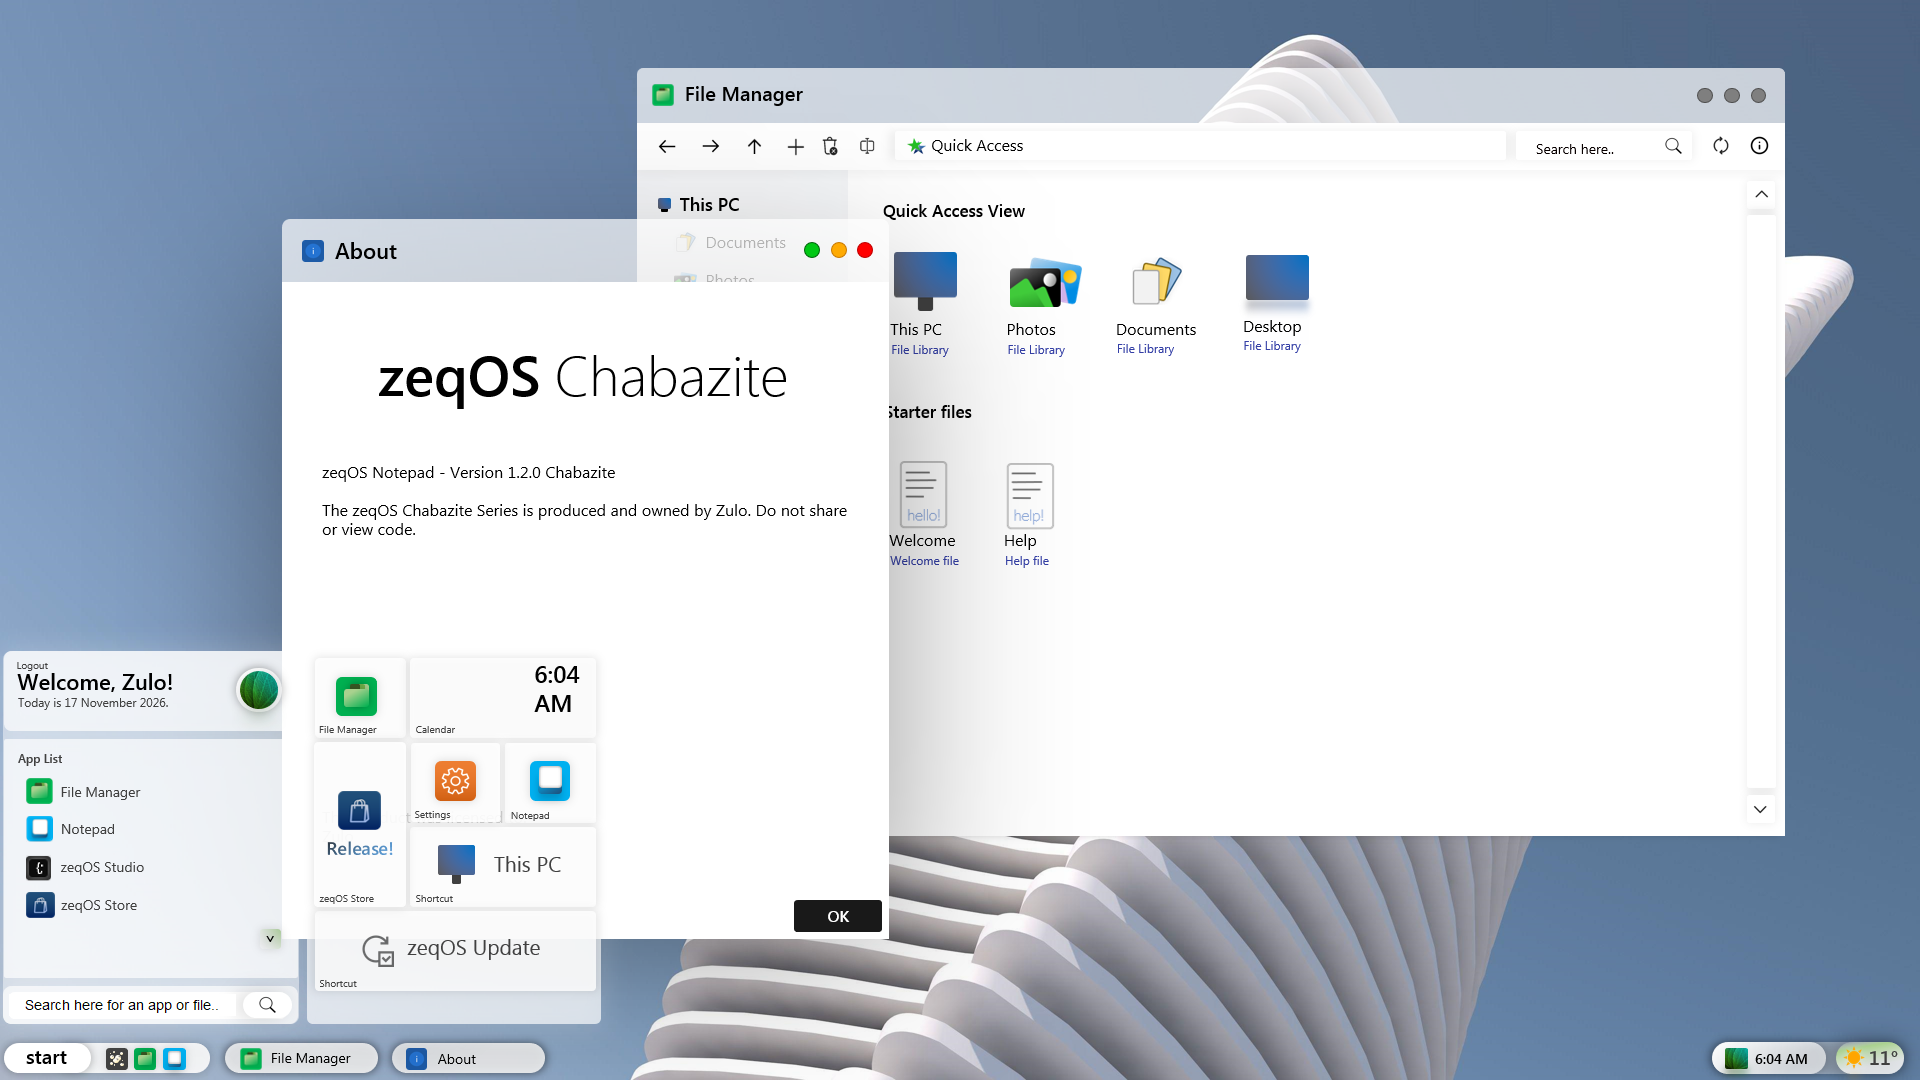 File Manager
Quick Access
Search here..
This PC
Documents
Photos
Quick Access View
This PC
File Library
Photos
File Library
Documents
File Library
Desktop
File Library
Starter files
hello!
Welcome
Welcome file
help!
Help
Help file
About
zeqOS Chabazite
zeqOS Notepad - Version 1.2.0 Chabazite
The zeqOS Chabazite Series is produced and owned by Zulo. Do not share
or view code.
OK
Logout
Welcome, Zulo!
Today is 17 November 2026.
App List
File Manager
Notepad
zeqOS Studio
zeqOS Store
v
Search here for an app or file..
File Manager
6:04
AM
Calendar
Release!
zeqOS Store
Settings
Notepad
This PC
Shortcut
zeqOS Update
Shortcut
start
File Manager
About
6:04 AM
11°